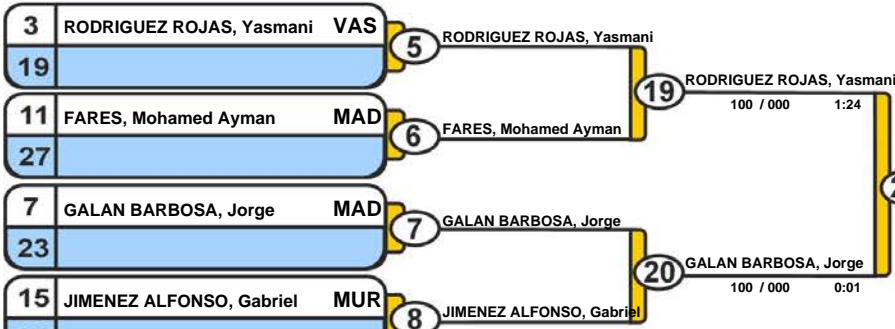 3 RODRIGUEZ ROJAS, Yasmani VAS
19
5 RODRIGUEZ ROJAS, Yasmani
11 FARES, Mohamed Ayman MAD
27
6 FARES, Mohamed Ayman
19 RODRIGUEZ ROJAS, Yasmani
100 / 000 1:24
7 GALAN BARBOSA, Jorge MAD
23
7 GALAN BARBOSA, Jorge
15 JIMENEZ ALFONSO, Gabriel MUR
8 JIMENEZ ALFONSO, Gabriel
20 GALAN BARBOSA, Jorge
100 / 000 0:01